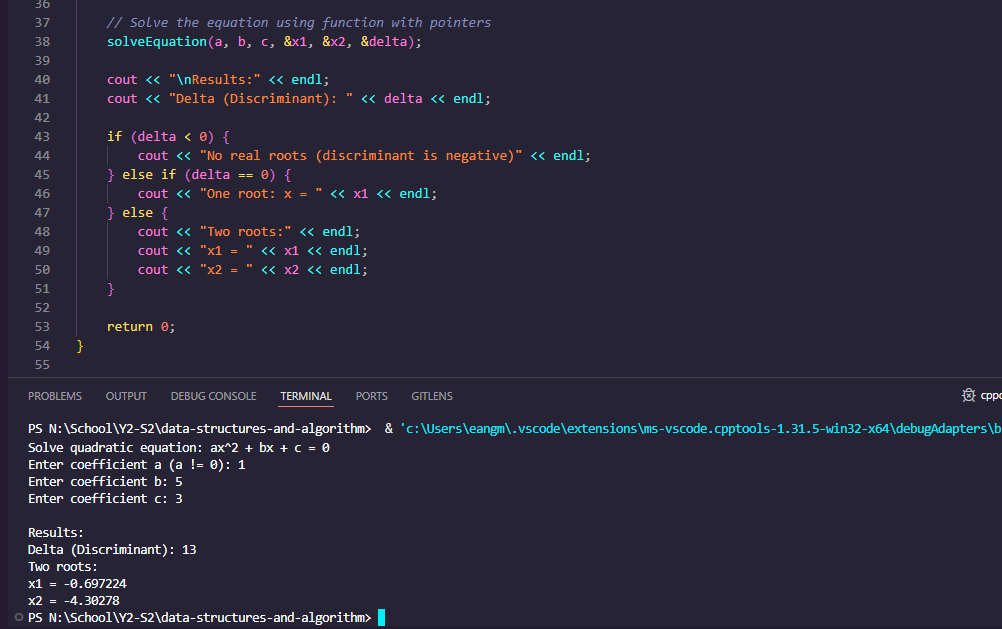 36
37 // Solve the equation using function with pointers
38 solveEquation(a, b, c, &x1, &x2, &delta);
39
40 cout << "\nResults:" << endl;
41 cout << "Delta (Discriminant): " << delta << endl;
42
43 if (delta < 0) {
44 cout << "No real roots (discriminant is negative)" << endl;
45 } else if (delta == 0) {
46 cout << "One root: x = " << x1 << endl;
47 } else {
48 cout << "Two roots:" << endl;
49 cout << "x1 = " << x1 << endl;
50 cout << "x2 = " << x2 << endl;
51 }
52
53 return 0;
54 }
55
PROBLEMS OUTPUT DEBUG CONSOLE TERMINAL PORTS GITLENS cppd
PS N:\School\Y2-S2\data-structures-and-algorithm> & 'c:\Users\eangm\.vscode\extensions\ms-vscode.cpptools-1.31.5-win32-x64\debugAdapters\b
Solve quadratic equation: ax^2 + bx + c = 0
Enter coefficient a (a != 0): 1
Enter coefficient b: 5
Enter coefficient c: 3
Results:
Delta (Discriminant): 13
Two roots:
x1 = -0.697224
x2 = -4.30278
PS N:\School\Y2-S2\data-structures-and-algorithm>